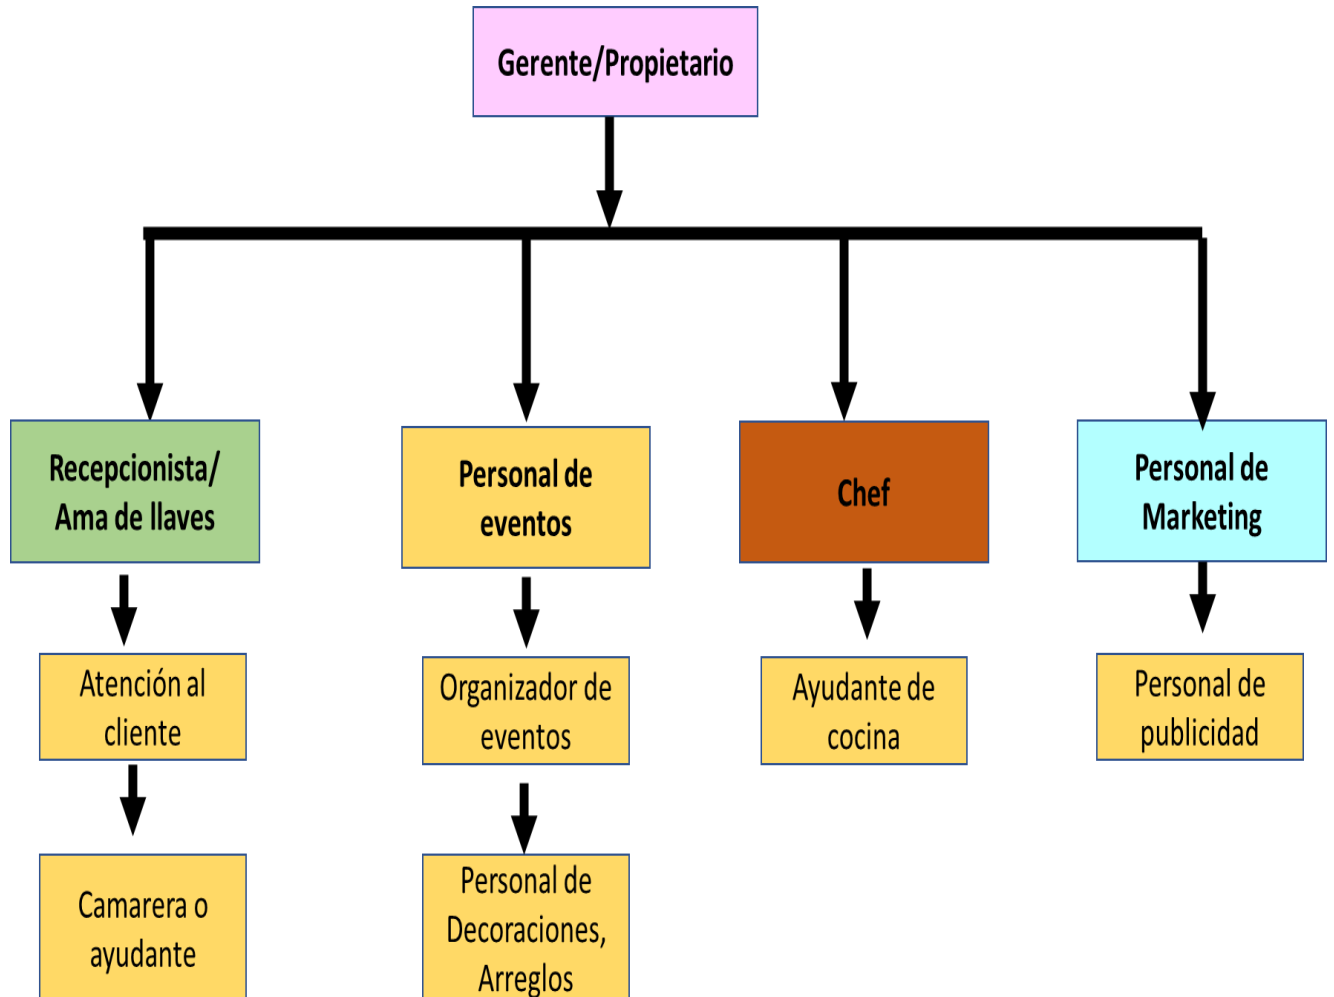 Gerente/Propietario
Recepcionista/
Ama de llaves
Personal de
eventos
Chef
Personal de
Marketing
Atención al
cliente
Organizador de
eventos
Ayudante de
cocina
Personal de
publicidad
Camarera o
ayudante
Personal de
Decoraciones,
Arreglos